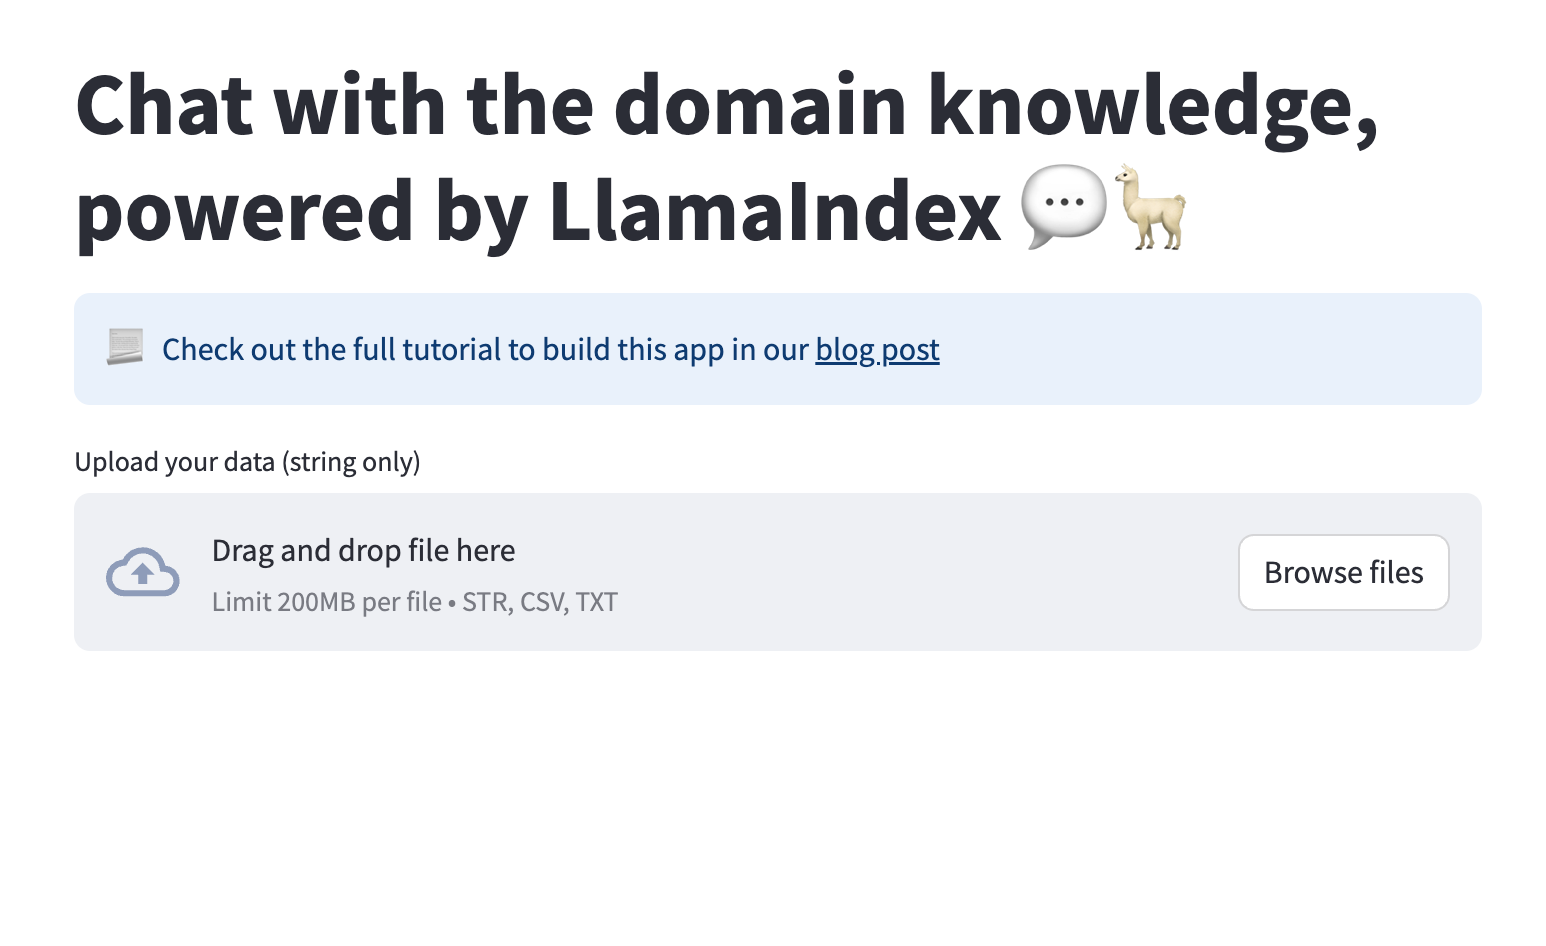 Chat with the domain knowledge,
powered by LlamaIndex 💬🦙
📃 Check out the full tutorial to build this app in our blog post
Upload your data (string only)
Drag and drop file here
Limit 200MB per file • STR, CSV, TXT
Browse files